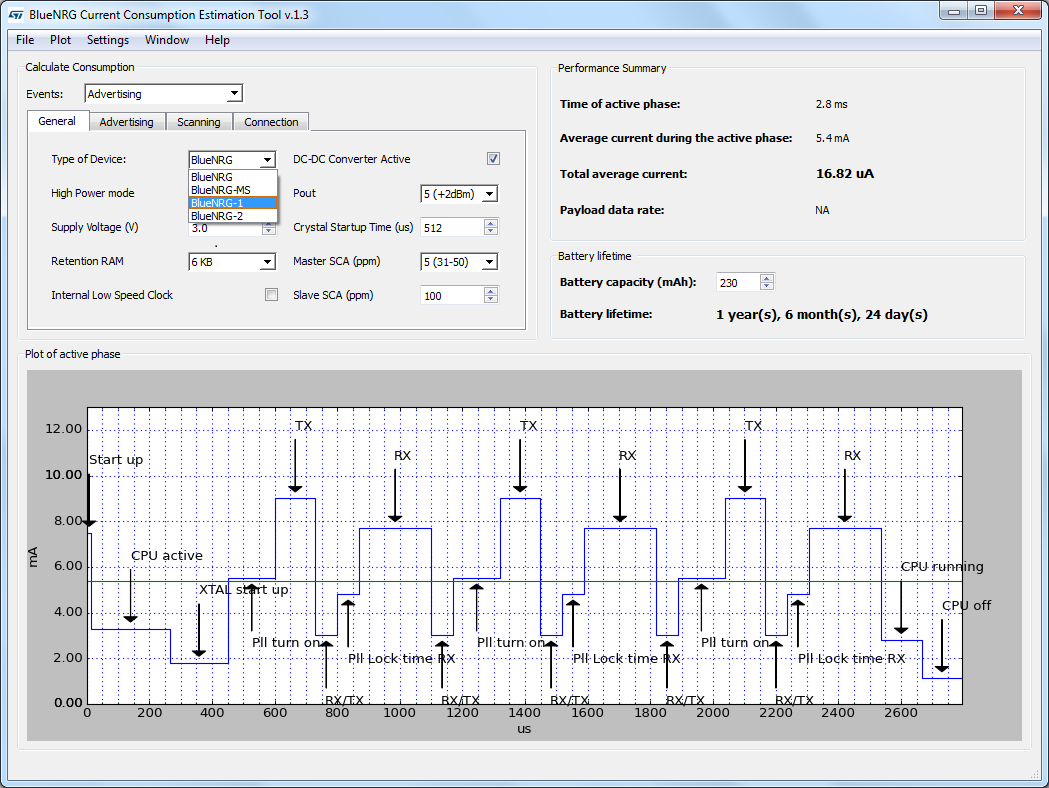 BlueNRG Current Consumption Estimation Tool v.1.3
File Plot Settings Window Help
Calculate Consumption
Events: Advertising
General Advertising Scanning Connection
Type of Device: BlueNRG DC-DC Converter Active
BlueNRG
BlueNRG-MS
BlueNRG-1
BlueNRG-2
High Power mode Pout 5 (+2dBm)
Supply Voltage (V) 3.0 Crystal Startup Time (us) 512
Retention RAM 6 KB Master SCA (ppm) 5 (31-50)
Internal Low Speed Clock Slave SCA (ppm) 100
Performance Summary
Time of active phase: 2.8 ms
Average current during the active phase: 5.4 mA
Total average current: 16.82 uA
Payload data rate: NA
Battery lifetime
Battery capacity (mAh): 230
Battery lifetime: 1 year(s), 6 month(s), 24 day(s)
Plot of active phase
12.00
10.00
8.00
6.00
4.00
2.00
0.00
mA
TX TX TX
Start up RX RX RX
CPU active CPU running
XTAL start up CPU off
Pll turn on Pll turn on Pll turn on
Pll Lock time RX Pll Lock time RX Pll Lock time RX
RX/TX RX/TX RX/TX RX/TX RX/TX
0 200 400 600 800 1000 1200 1400 1600 1800 2000 2200 2400 2600
us